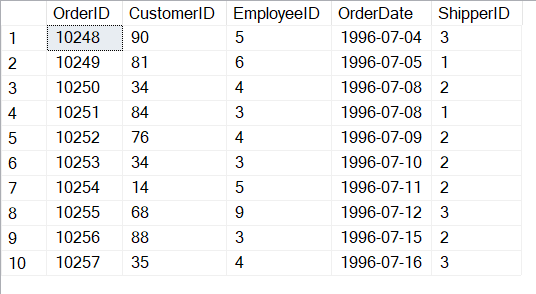 OrderID CustomerID EmployeeID OrderDate ShipperID
1 10248 90 5 1996-07-04 3
2 10249 81 6 1996-07-05 1
3 10250 34 4 1996-07-08 2
4 10251 84 3 1996-07-08 1
5 10252 76 4 1996-07-09 2
6 10253 34 3 1996-07-10 2
7 10254 14 5 1996-07-11 2
8 10255 68 9 1996-07-12 3
9 10256 88 3 1996-07-15 2
10 10257 35 4 1996-07-16 3